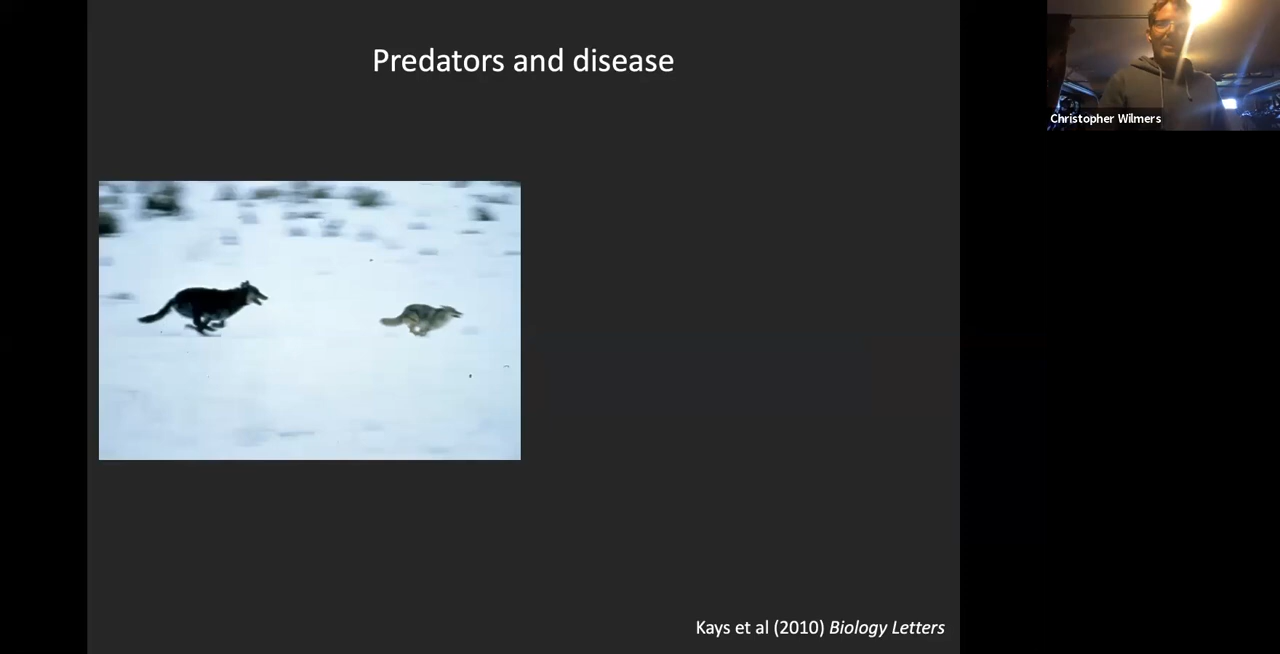 Predators and disease
Christopher Wilmers
Kays et al (2010) Biology Letters